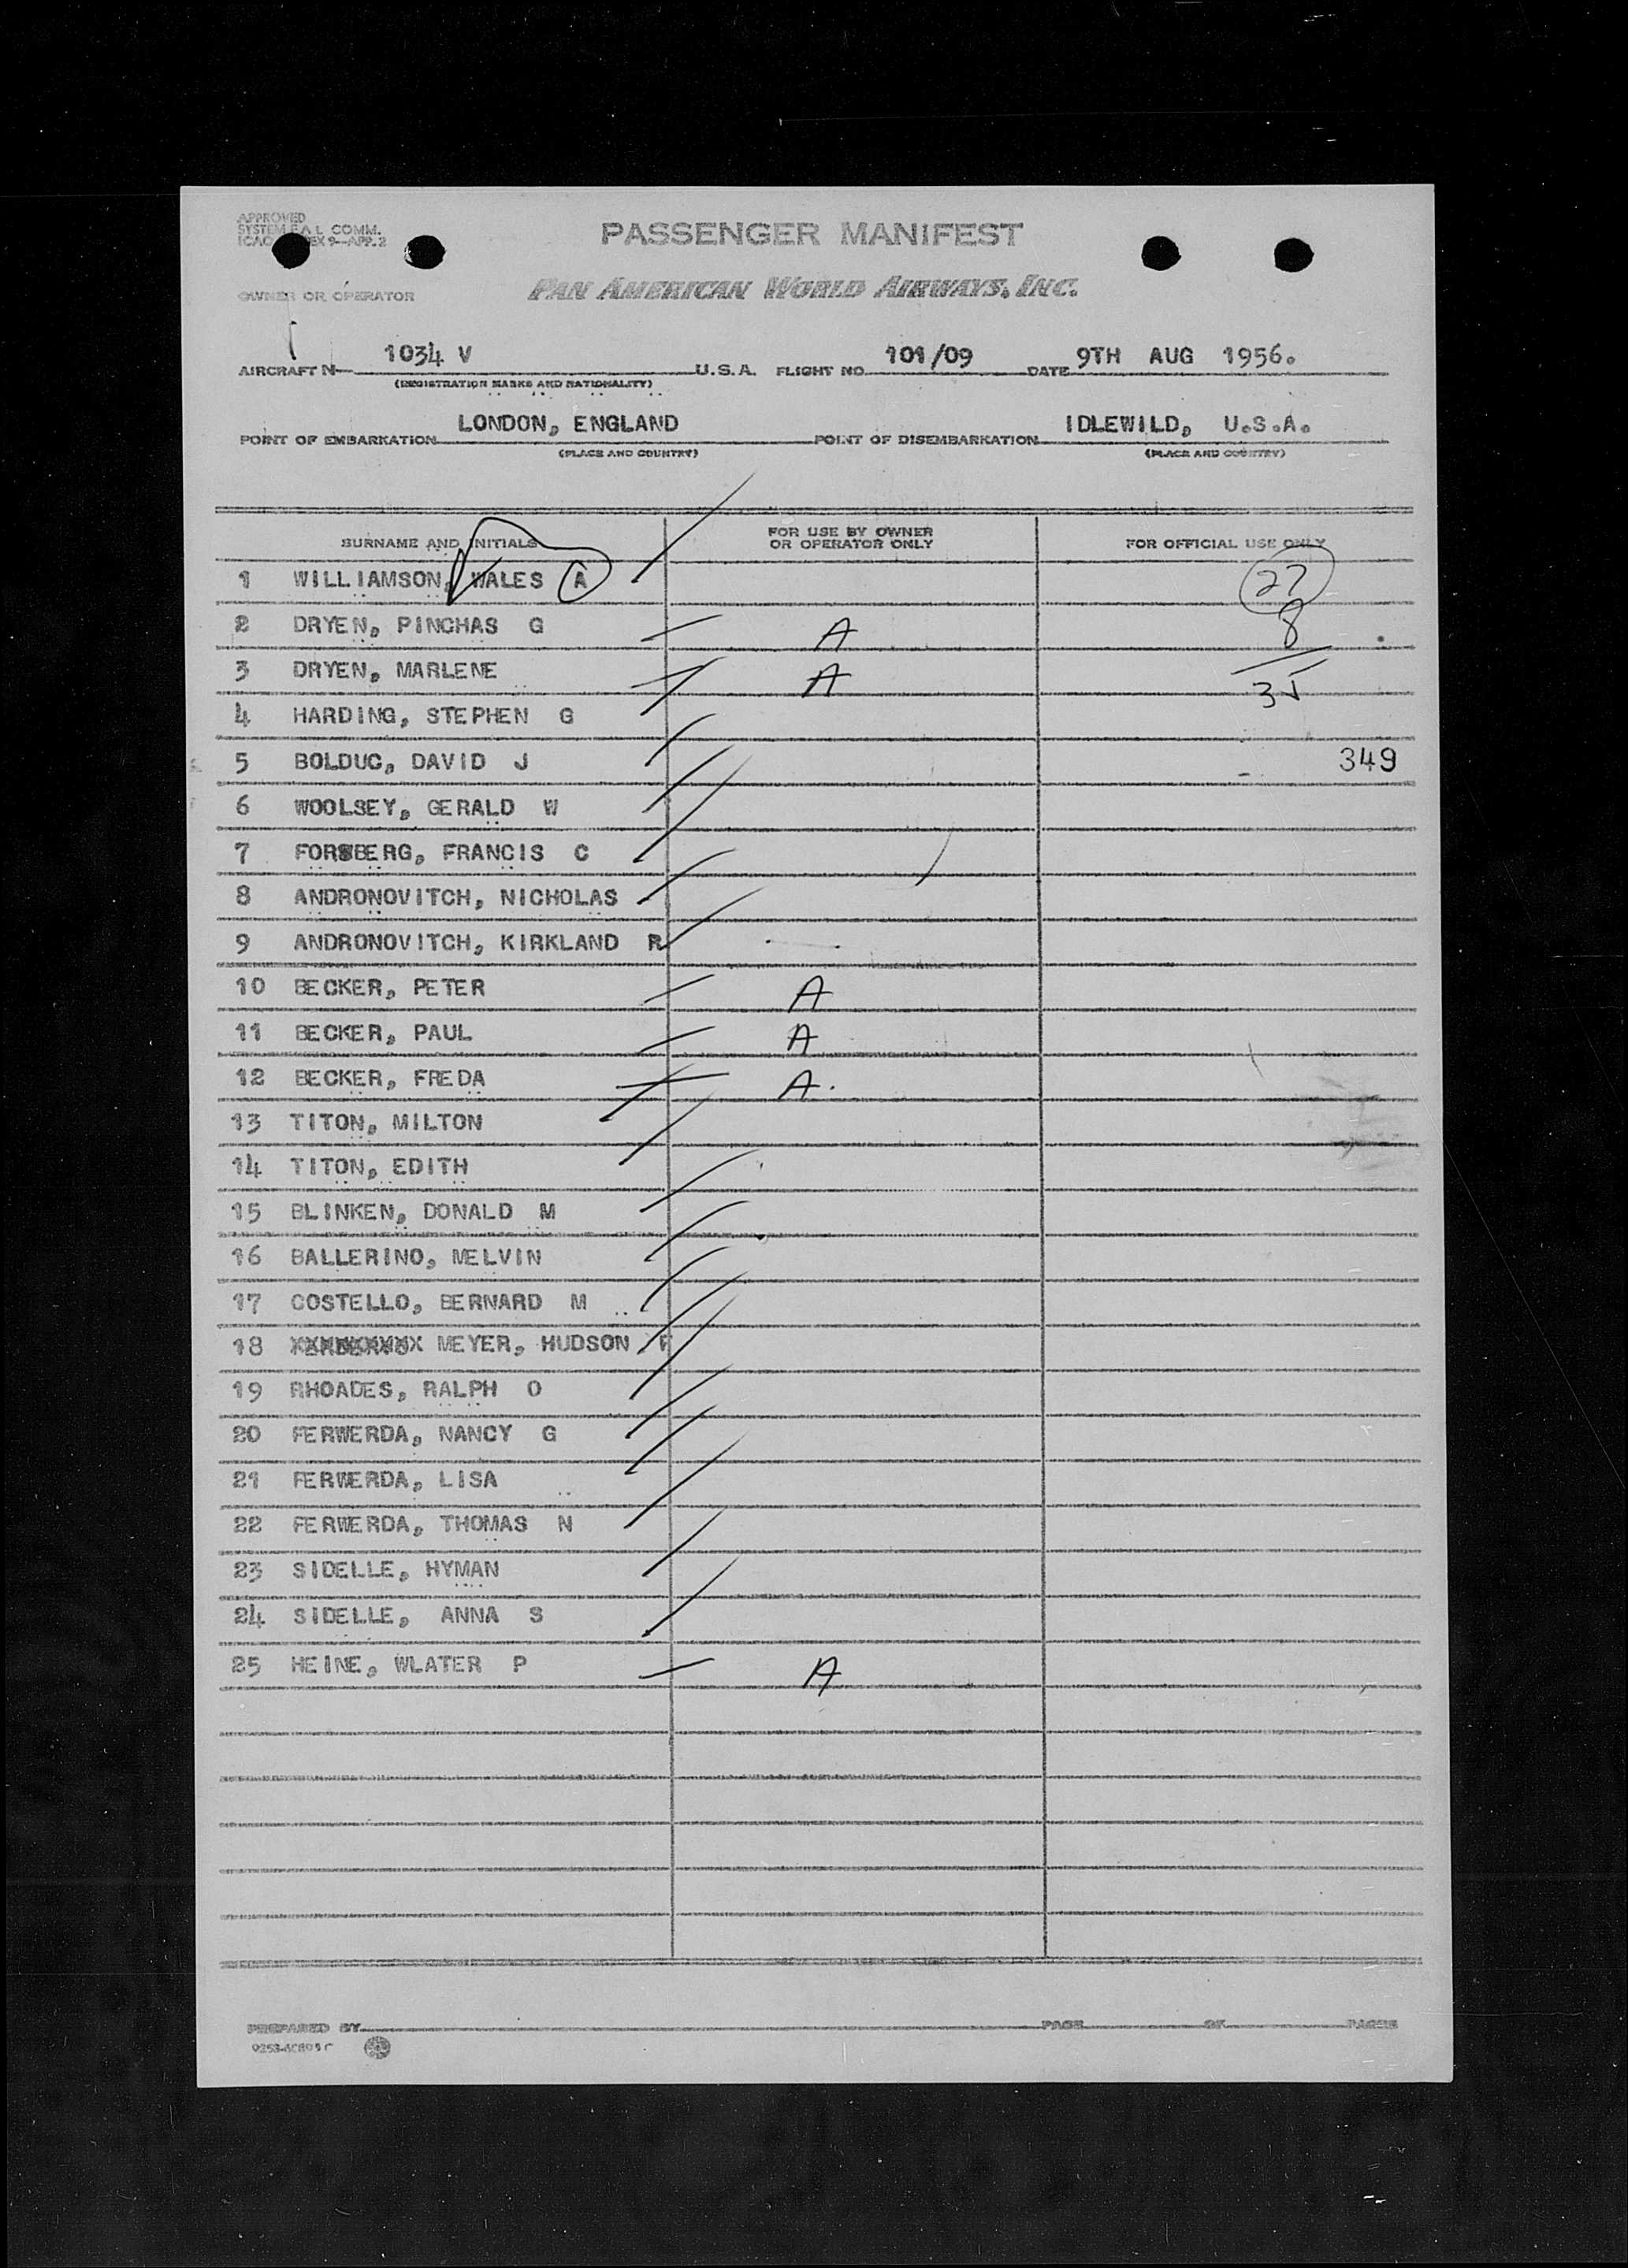 APPROVED
SYSTEM F A L COMM.
PASSENGER MANIFEST
OWNER OR OPERATOR
PAN AMERICAN WORLD AIRWAYS, INC.
AIRCRAFT N 1034 V U.S.A. FLIGHT NO 101/09 DATE 9TH AUG 1956.
(REGISTRATION MARKS AND NATIONALITY)
POINT OF EMBARKATION LONDON, ENGLAND POINT OF DISEMBARKATION IDLEWILD, U.S.A.
(PLACE AND COUNTRY) (PLACE AND COUNTRY)
SURNAME AND INITIALS FOR USE BY OWNER OR OPERATOR ONLY FOR OFFICIAL USE ONLY
1 WILLIAMSON, WALES A 27
2 DRYEN, PINCHAS G A 8
3 DRYEN, MARLENE A 35
4 HARDING, STEPHEN G
5 BOLDUC, DAVID J 349
6 WOOLSEY, GERALD W
7 FORSBERG, FRANCIS C
8 ANDRONOVITCH, NICHOLAS
9 ANDRONOVITCH, KIRKLAND R
10 BECKER, PETER A
11 BECKER, PAUL A
12 BECKER, FREDA A.
13 TITON, MILTON
14 TITON, EDITH
15 BLINKEN, DONALD M
16 BALLERINO, MELVIN
17 COSTELLO, BERNARD M
18 MEYER, HUDSON F
19 RHOADES, RALPH O
20 FERWERDA, NANCY G
21 FERWERDA, LISA
22 FERWERDA, THOMAS N
23 SIDELLE, HYMAN
24 SIDELLE, ANNA S
25 HEINE, WLATER P A
PREPARED BY PAGE OF PAGES